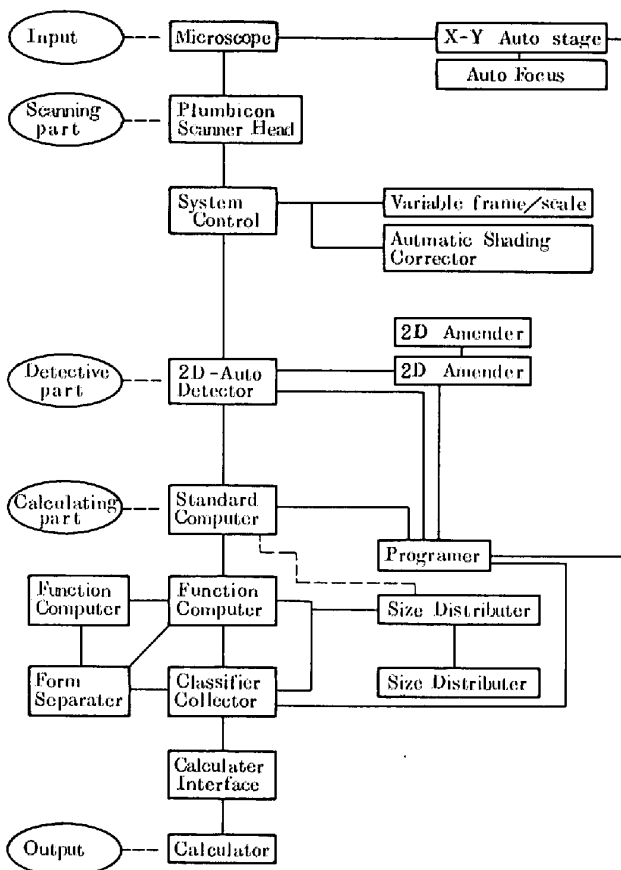 Input
Microscope
X-Y Auto stage
Auto Focus
Scanning
part
Plumbicon
Scanner Head
System
Control
Variable frame/scale
Autmatic Shading
Corrector
2D Amender
Detective
part
2D-Auto
Detector
2D Amender
Calculating
part
Standard
Computer
Programer
Function
Computer
Function
Computer
Size Distributer
Form
Separater
Classifier
Collector
Size Distributer
Calculater
Interface
Output
Calculator